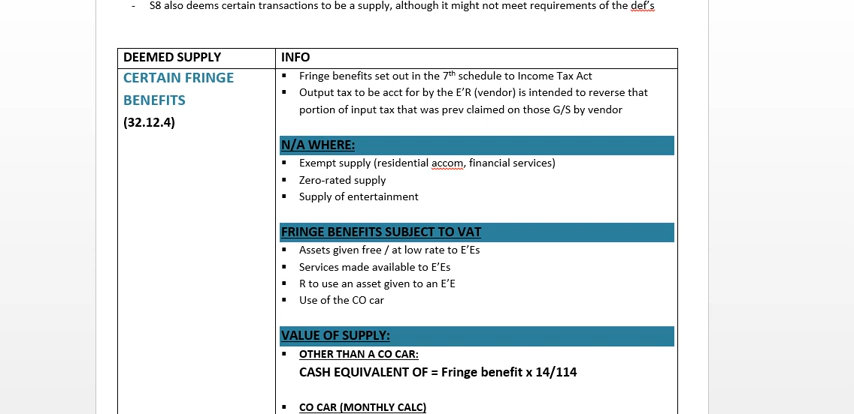 - S8 also deems certain transactions to be a supply, although it might not meet requirements of the def's
DEEMED SUPPLY
INFO
CERTAIN FRINGE
BENEFITS
(32.12.4)
▪ Fringe benefits set out in the 7th schedule to Income Tax Act
▪ Output tax to be acct for by the E'R (vendor) is intended to reverse that
portion of input tax that was prev claimed on those G/S by vendor
N/A WHERE:
▪ Exempt supply (residential accom, financial services)
▪ Zero-rated supply
▪ Supply of entertainment
FRINGE BENEFITS SUBJECT TO VAT
▪ Assets given free / at low rate to E'Es
▪ Services made available to E'Es
▪ R to use an asset given to an E'E
▪ Use of the CO car
VALUE OF SUPPLY:
▪ OTHER THAN A CO CAR:
CASH EQUIVALENT OF = Fringe benefit x 14/114
▪ CO CAR (MONTHLY CALC)